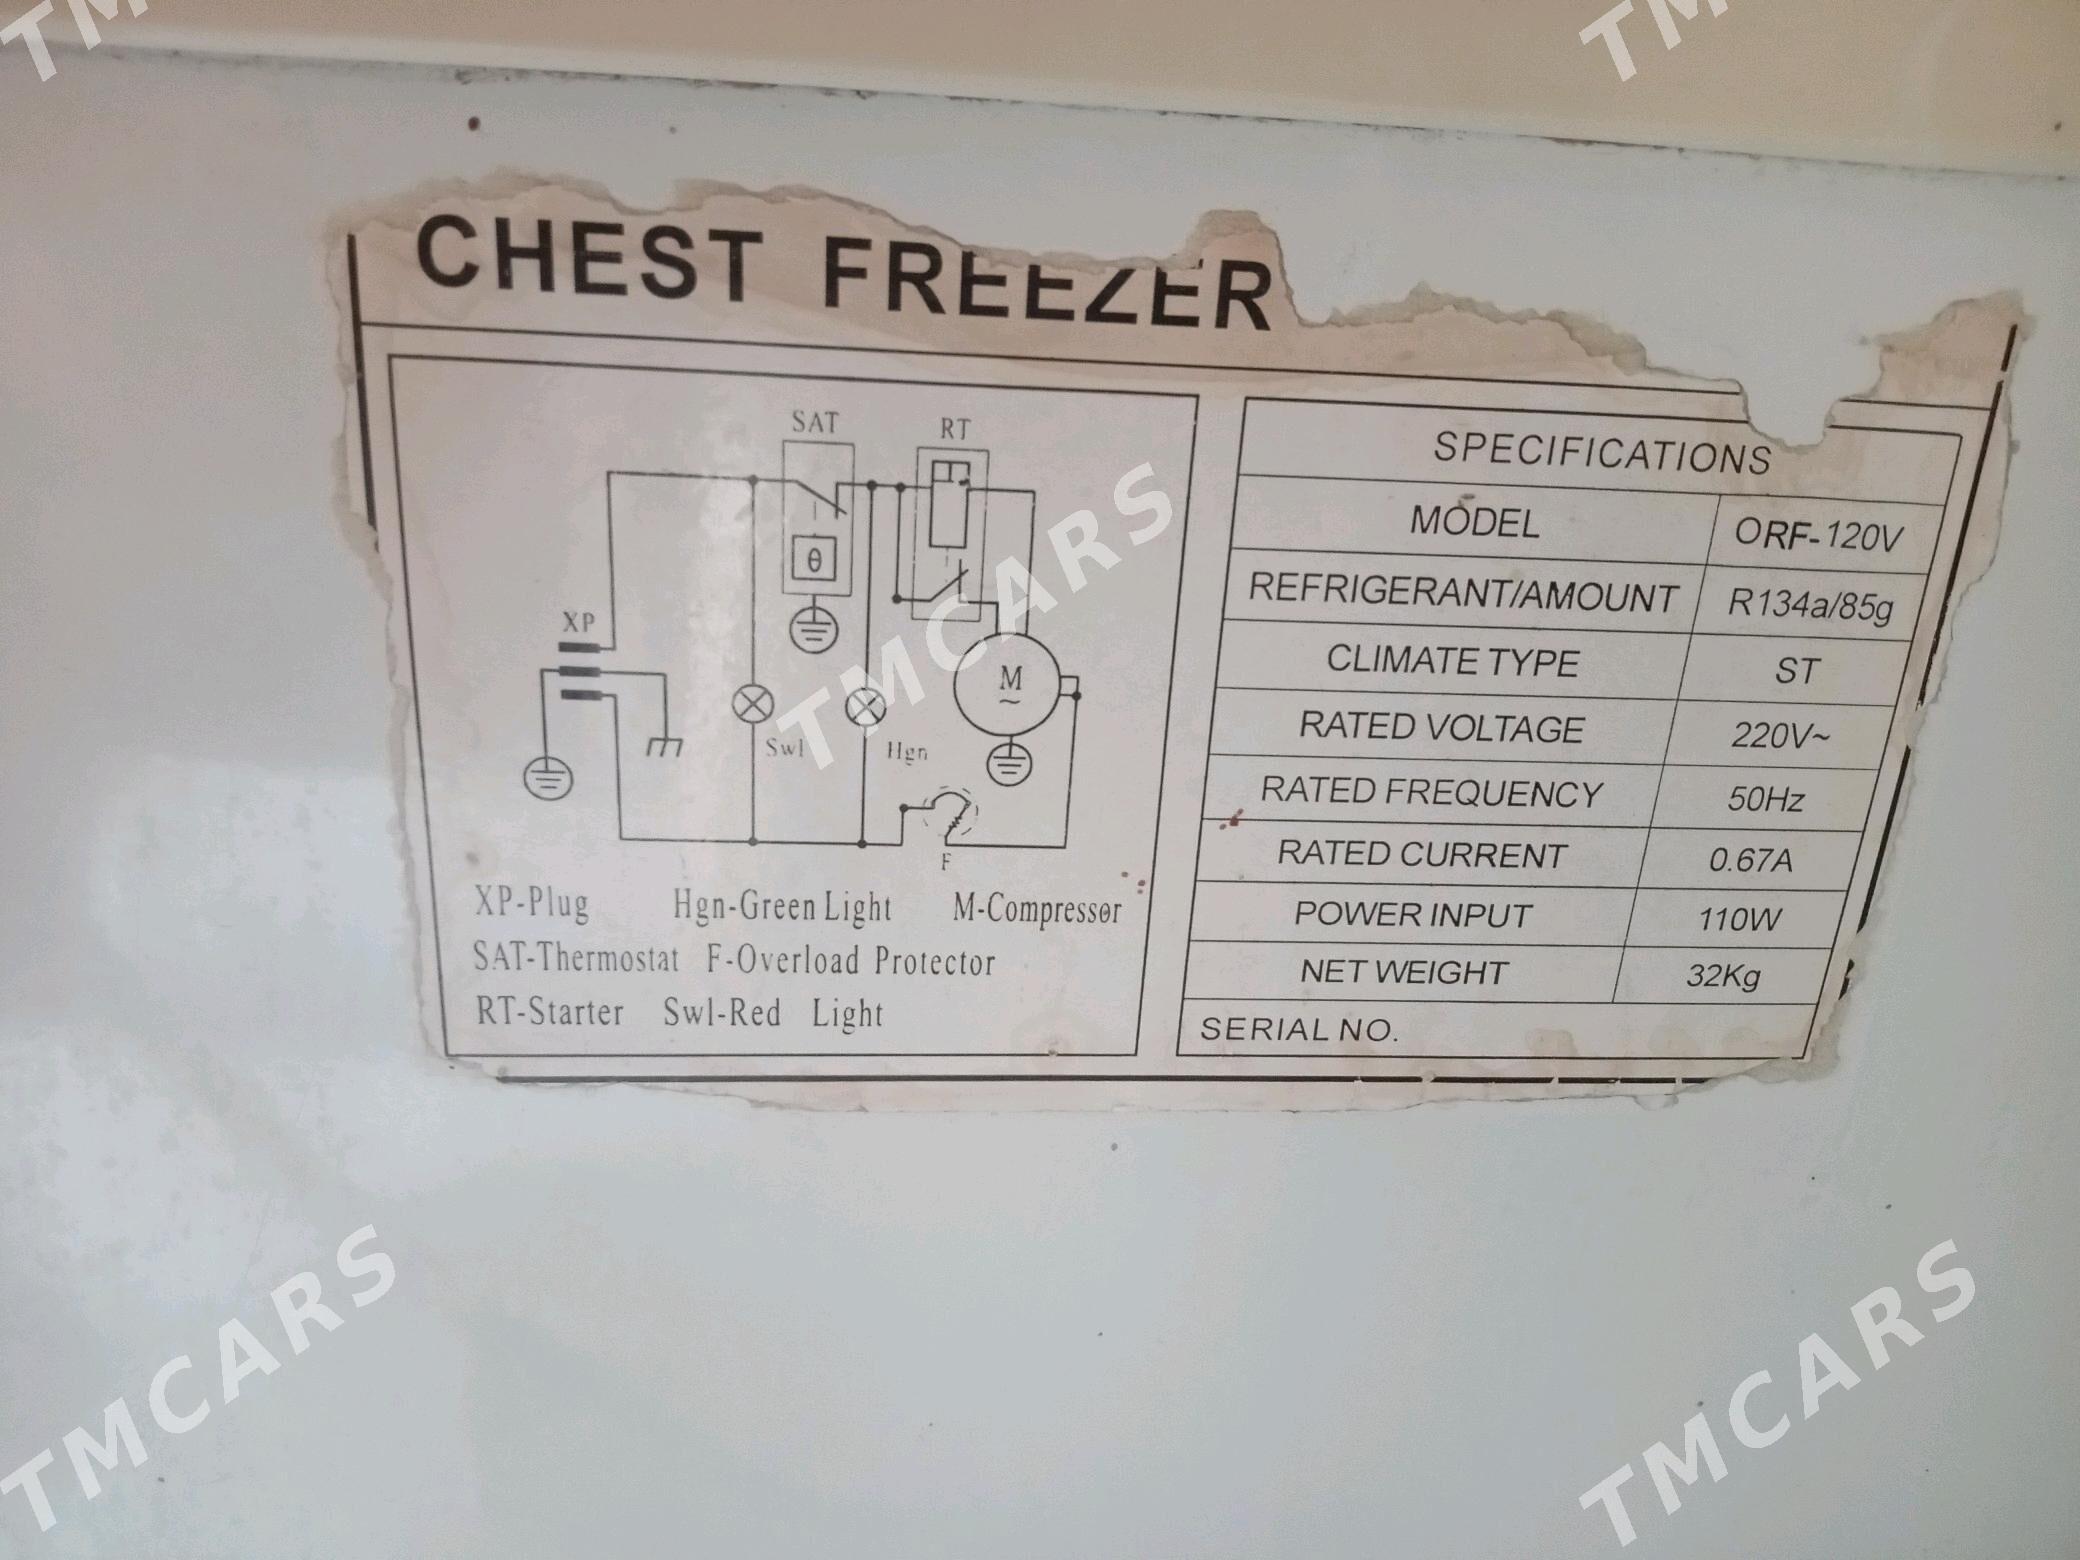 TM
TM
CHEST FREEZER
SAT
RT
θ
XP
M
~
Swl
Hgn
F
XP-Plug Hgn-Green Light M-Compressor
SAT-Thermostat F-Overload Protector
RT-Starter Swl-Red Light
SPECIFICATIONS
MODEL ORF-120V
REFRIGERANT/AMOUNT R134a/85g
CLIMATE TYPE ST
RATED VOLTAGE 220V~
RATED FREQUENCY 50Hz
RATED CURRENT 0.67A
POWER INPUT 110W
NET WEIGHT 32Kg
SERIAL NO.
TMCARS
TMCARS
TMCARS